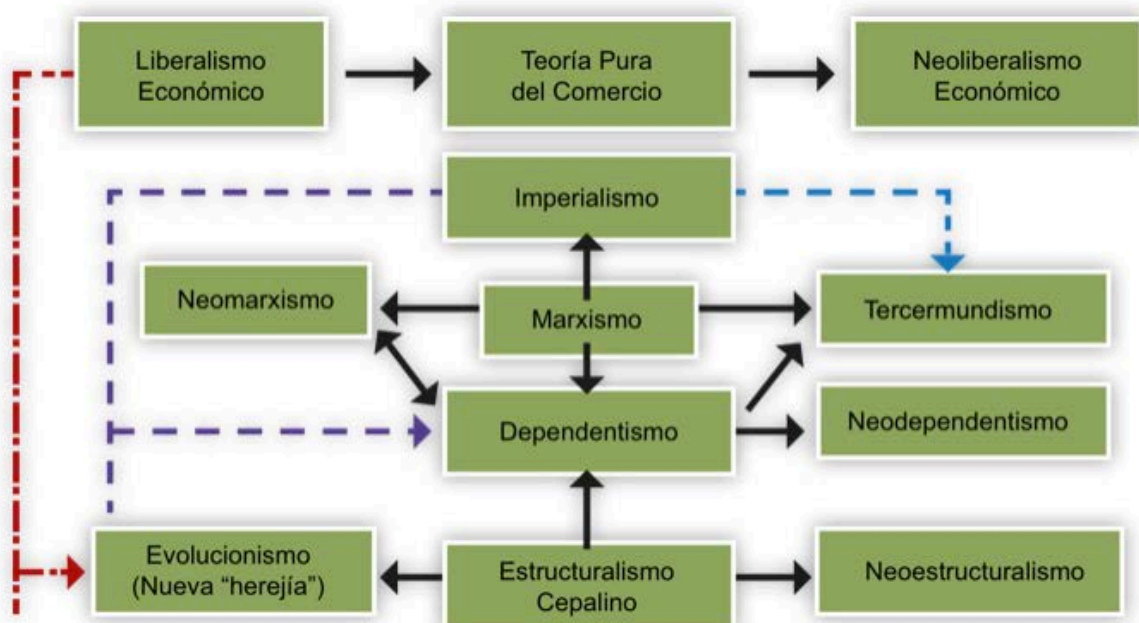 Liberalismo
Económico
Teoría Pura
del Comercio
Neoliberalismo
Económico
Imperialismo
Neomarxismo
Marxismo
Tercermundismo
Dependentismo
Neodependentismo
Evolucionismo
(Nueva “herejía”)
Estructuralismo
Cepalino
Neoestructuralismo